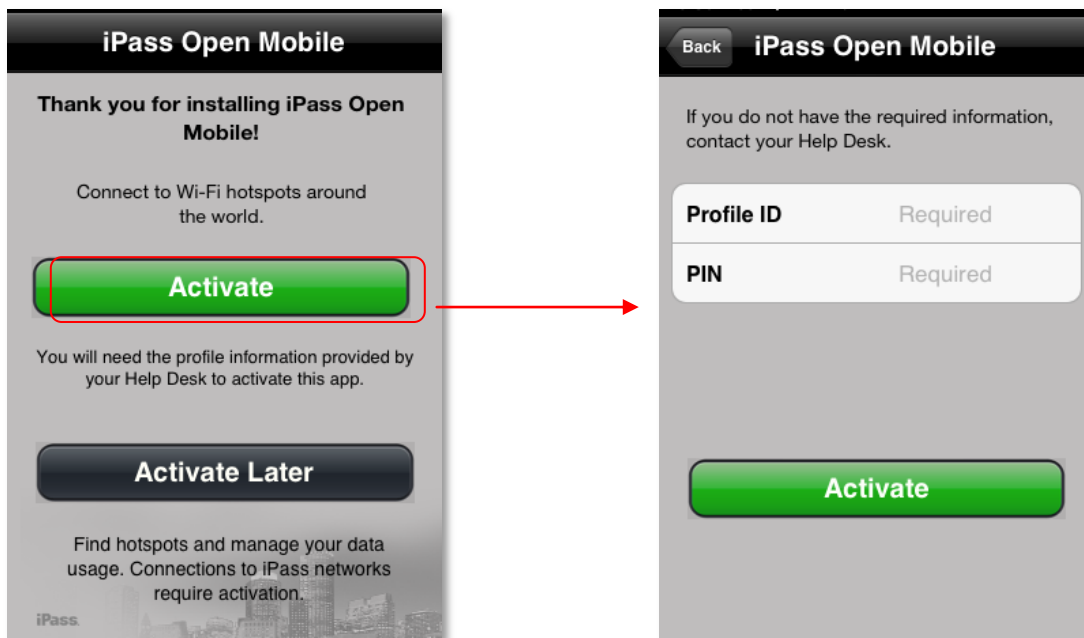 iPass Open Mobile
Thank you for installing iPass Open
Mobile!
Connect to Wi-Fi hotspots around
the world.
Activate
You will need the profile information provided by
your Help Desk to activate this app.
Activate Later
Find hotspots and manage your data
usage. Connections to iPass networks
require activation.
iPass
Back iPass Open Mobile
If you do not have the required information,
contact your Help Desk.
Profile ID Required
PIN Required
Activate